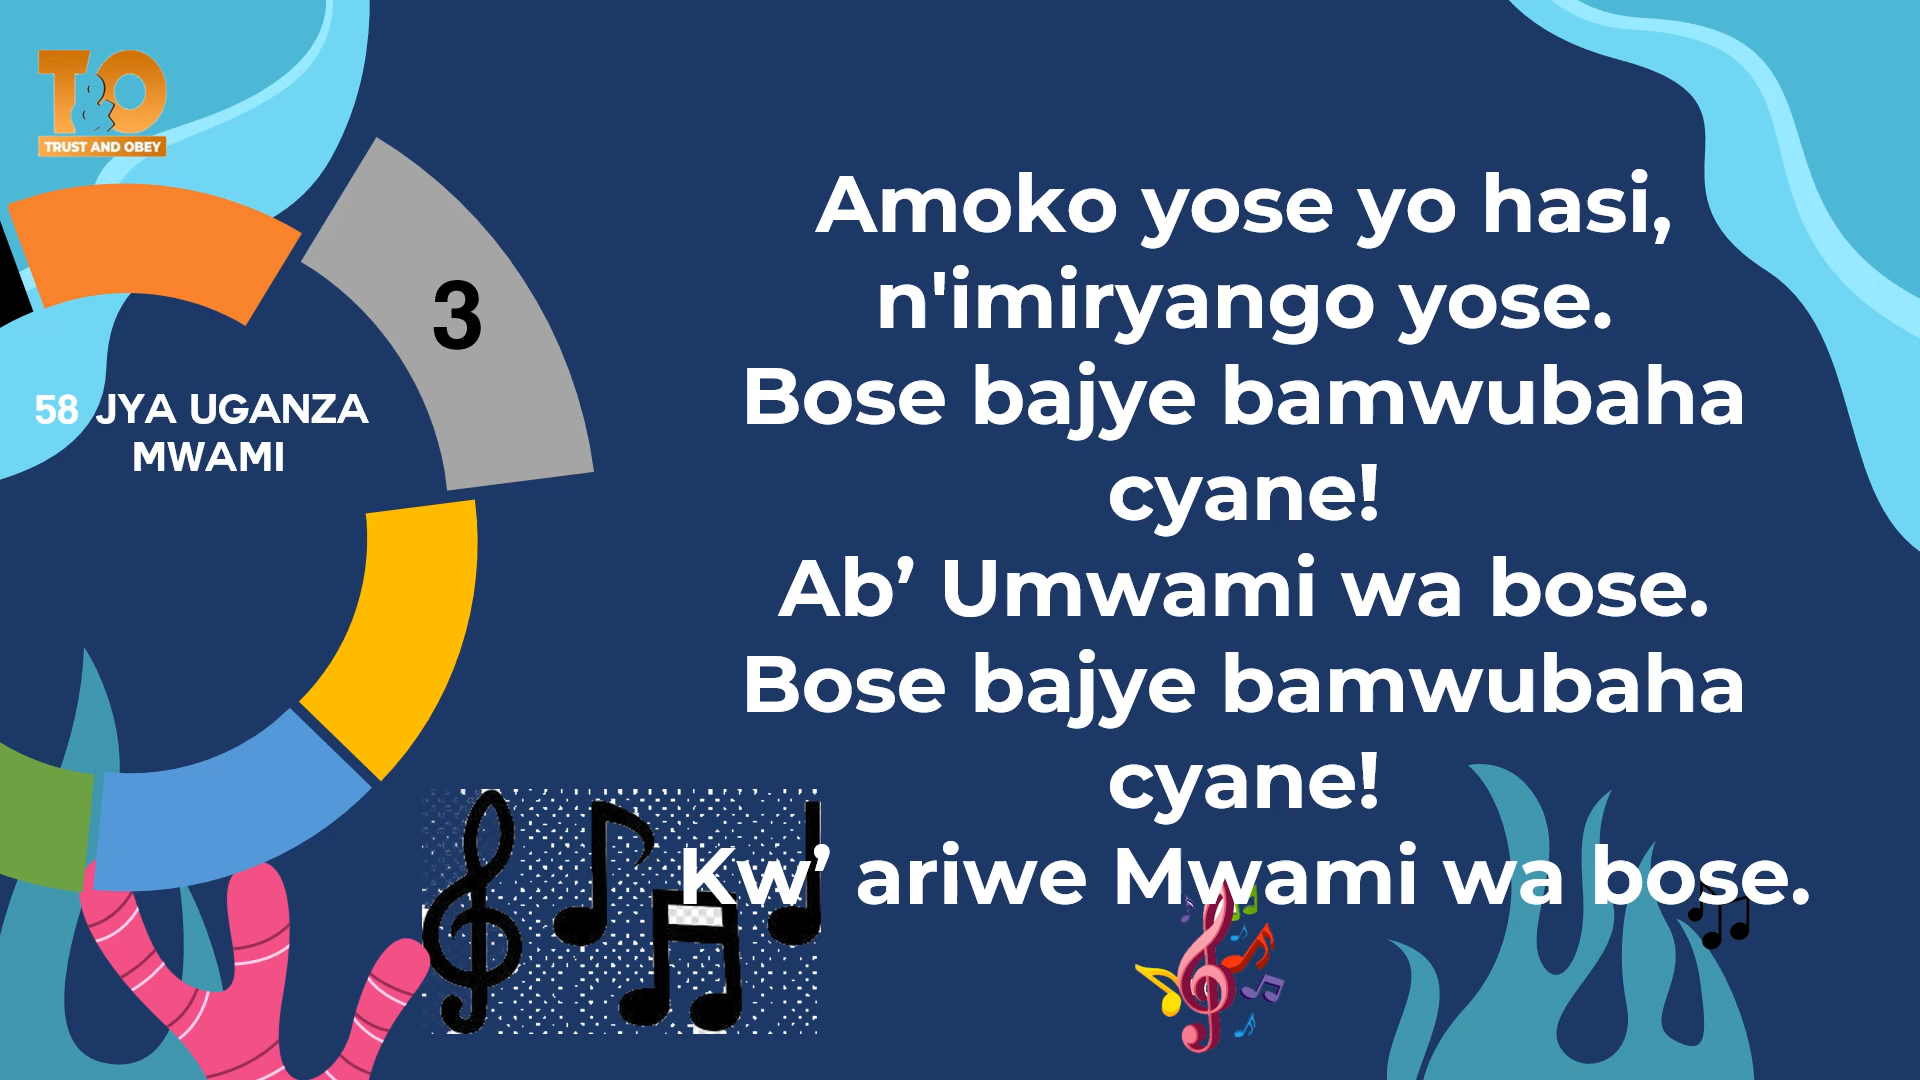 T&O
TRUST AND OBEY
3
58 JYA UGANZA
MWAMI
Amoko yose yo hasi,
n'imiryango yose.
Bose bajye bamwubaha
cyane!
Ab’ Umwami wa bose.
Bose bajye bamwubaha
cyane!
Kw’ ariwe Mwami wa bose.